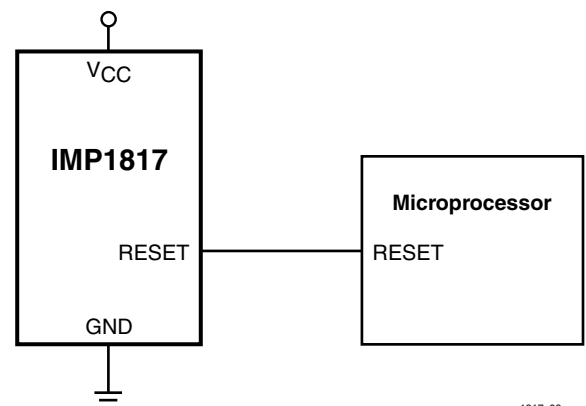 VCC
IMP1817
Microprocessor
RESET
RESET
GND